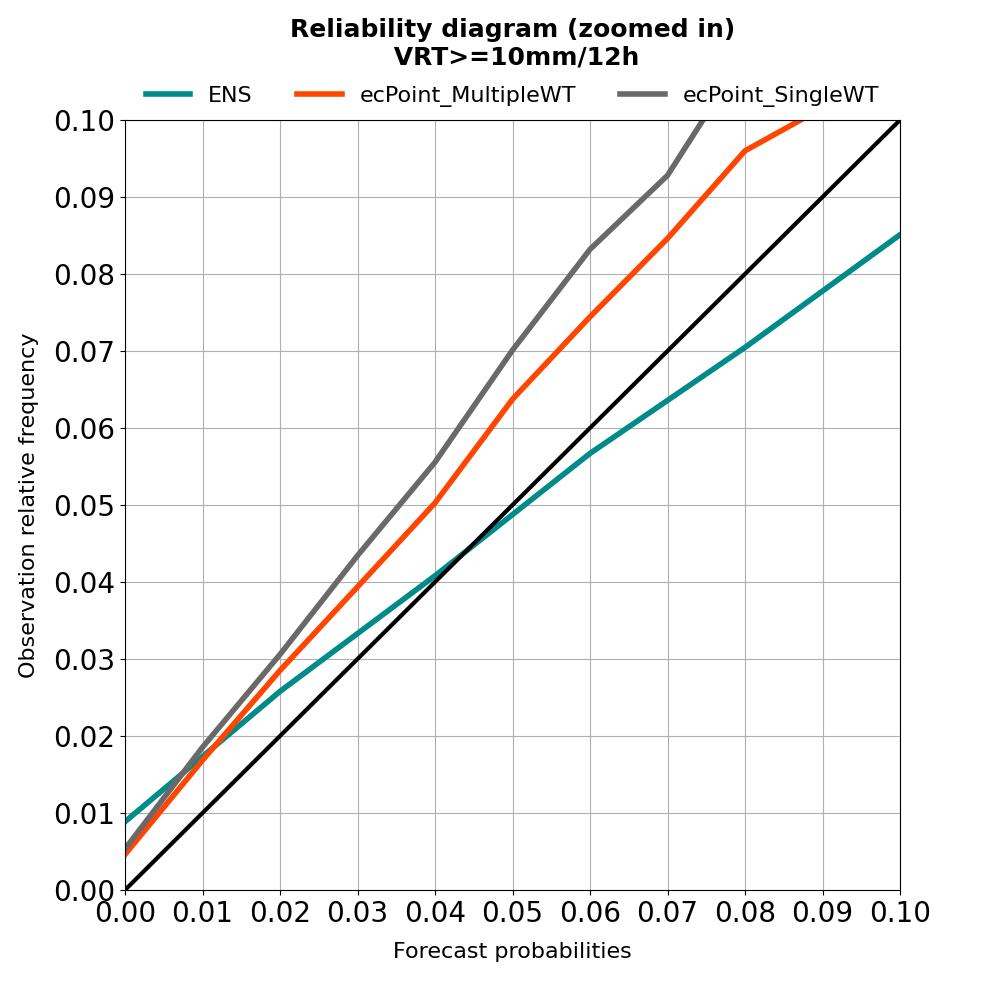 Reliability diagram (zoomed in)
VRT>=10mm/12h
ENS ecPoint_MultipleWT ecPoint_SingleWT
0.10
0.09
0.08
0.07
0.06
0.05
0.04
0.03
0.02
0.01
0.00
Observation relative frequency
0.00 0.01 0.02 0.03 0.04 0.05 0.06 0.07 0.08 0.09 0.10
Forecast probabilities